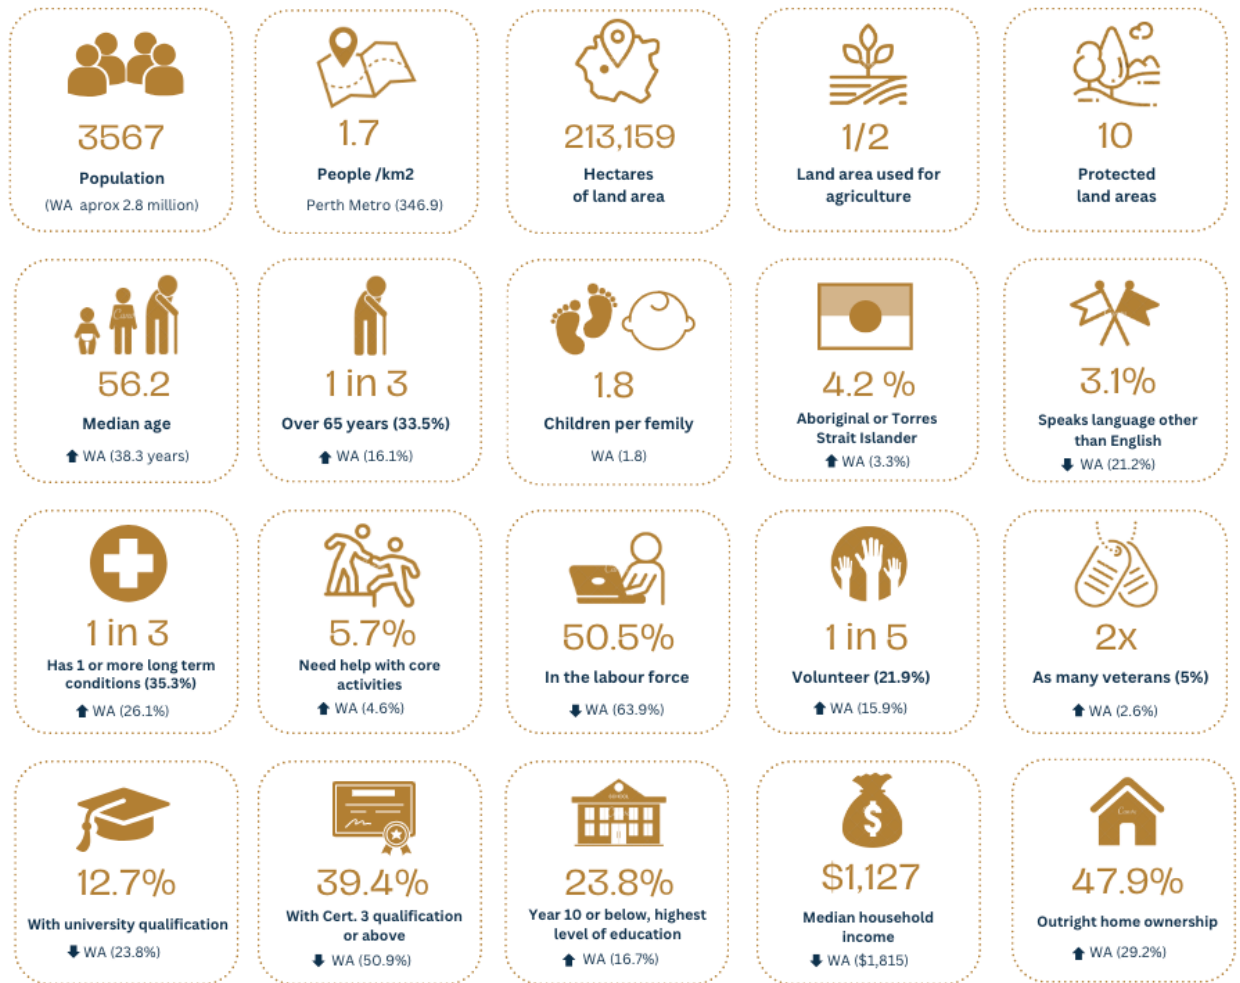 3567
Population
(WA aprox 2.8 million)
1.7
People /km2
Perth Metro (346.9)
213,159
Hectares
of land area
1/2
Land area used for
agriculture
10
Protected
land areas
56.2
Median age
WA (38.3 years)
1 in 3
Over 65 years (33.5%)
WA (16.1%)
1.8
Children per femily
WA (1.8)
4.2 %
Aboriginal or Torres
Strait Islander
WA (3.3%)
3.1%
Speaks language other
than English
WA (21.2%)
1 in 3
Has 1 or more long term
conditions (35.3%)
WA (26.1%)
5.7%
Need help with core
activities
WA (4.6%)
50.5%
In the labour force
WA (63.9%)
1 in 5
Volunteer (21.9%)
WA (15.9%)
2x
As many veterans (5%)
WA (2.6%)
12.7%
With university qualification
WA (23.8%)
39.4%
With Cert. 3 qualification
or above
WA (50.9%)
SCHOOL
23.8%
Year 10 or below, highest
level of education
WA (16.7%)
$
$1,127
Median household
income
WA ($1,815)
47.9%
Outright home ownership
WA (29.2%)